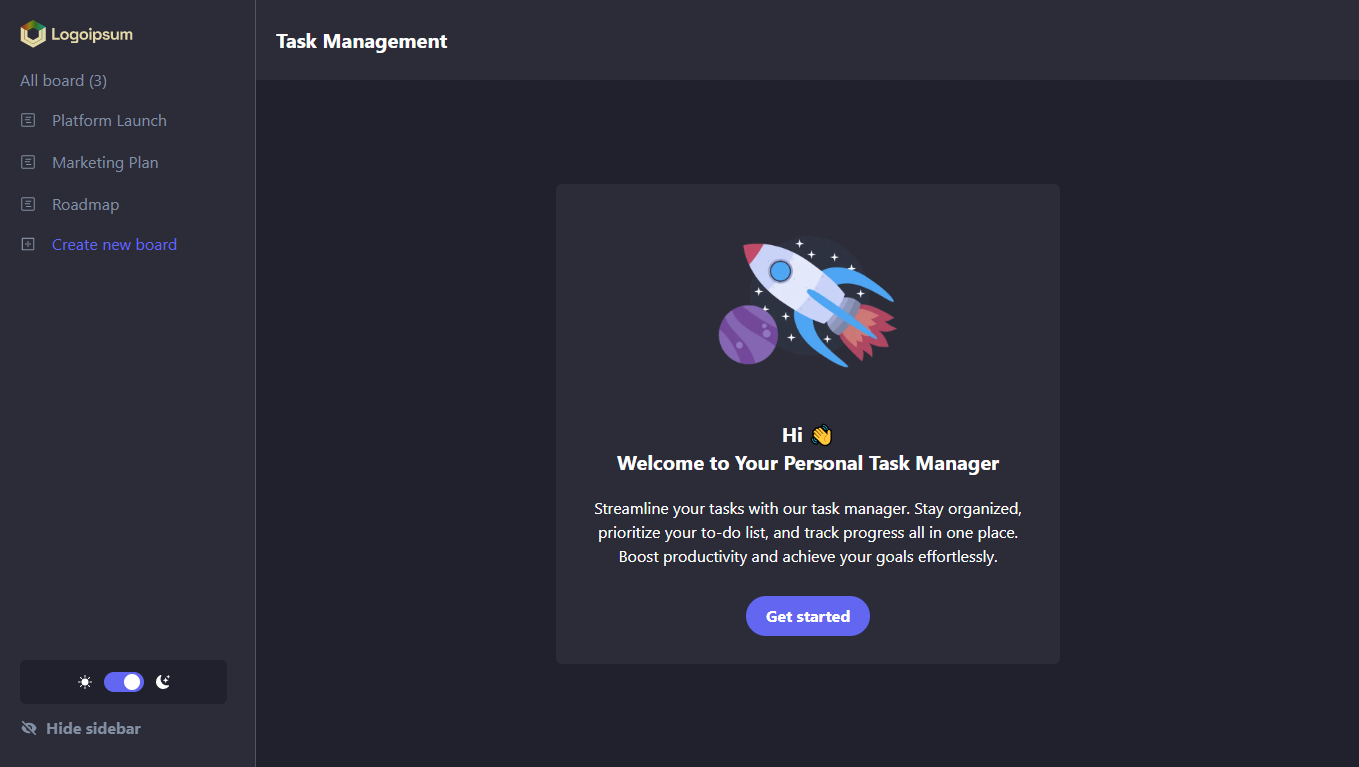 Logoipsum
All board (3)
Platform Launch
Marketing Plan
Roadmap
Create new board
Hide sidebar
Task Management
Hi 👋
Welcome to Your Personal Task Manager
Streamline your tasks with our task manager. Stay organized,
prioritize your to-do list, and track progress all in one place.
Boost productivity and achieve your goals effortlessly.
Get started